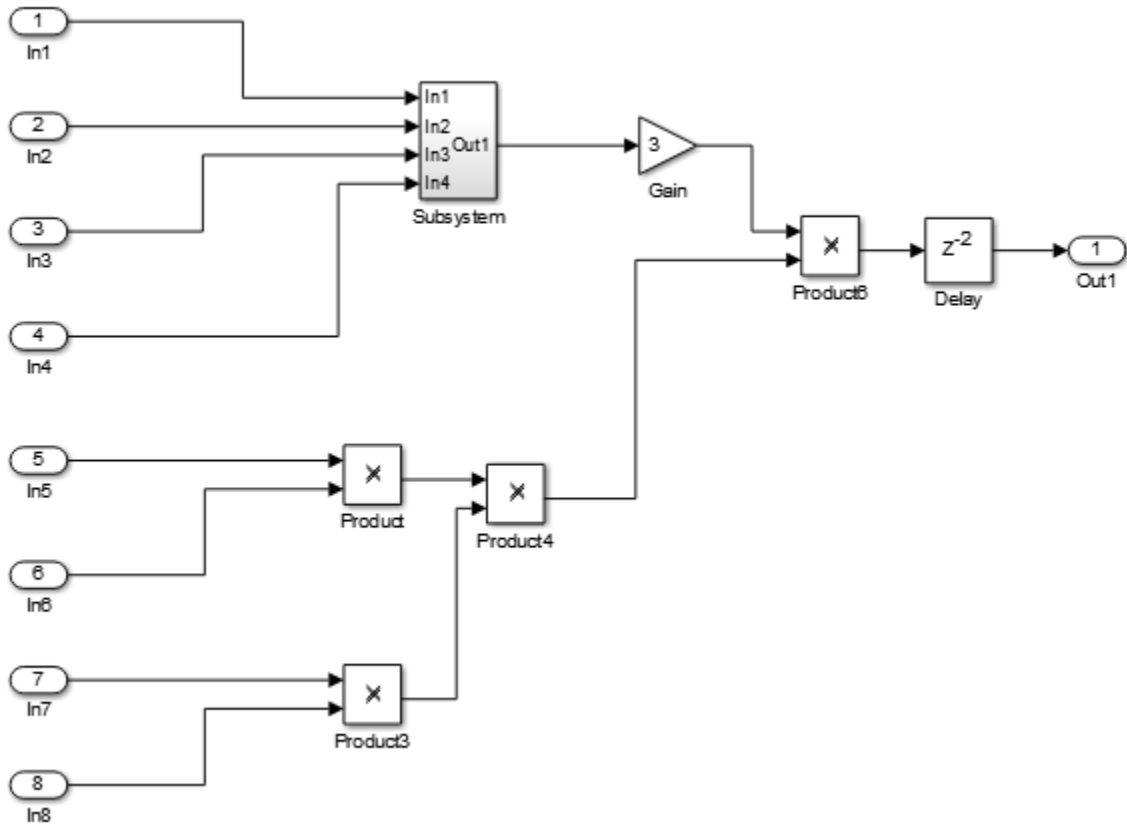 1
In1
2
In2
3
In3
4
In4
In1
In2
In3
In4
Out1
Subsystem
3
Gain
×
Product6
z-2
Delay
1
Out1
5
In5
6
In6
×
Product
×
Product4
7
In7
8
In8
×
Product3